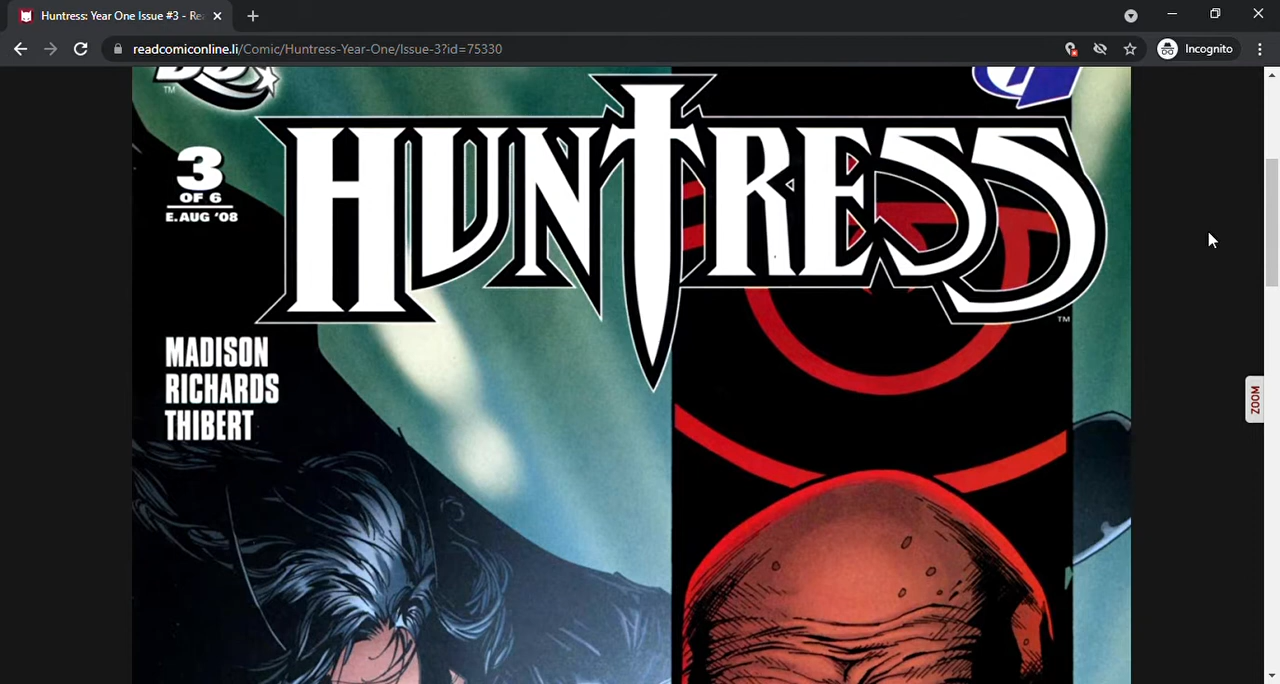 Huntress: Year One Issue #3 - Re
readcomiconline.li/Comic/Huntress-Year-One/Issue-3?id=75330
Incognito
TM
HUNTRESS
TM
3
OF 6
E.AUG '08
MADISON
RICHARDS
THIBERT
ZOOM